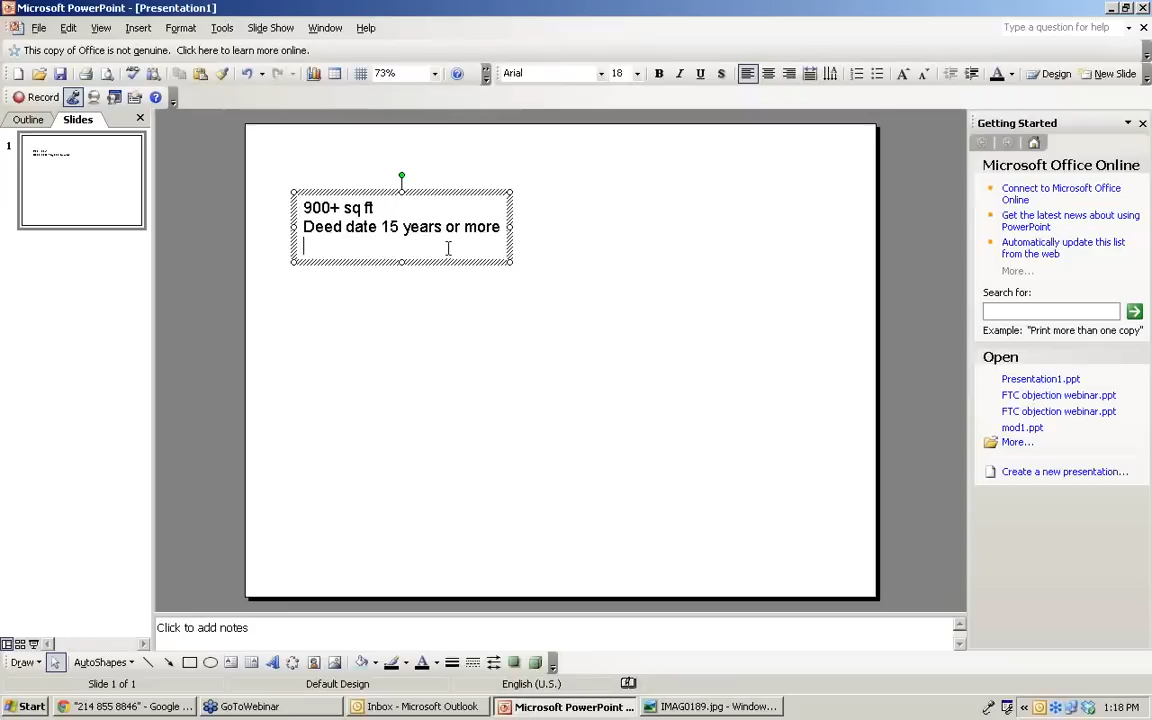 Microsoft PowerPoint - [Presentation1]
File Edit View Insert Format Tools Slide Show Window Help
Type a question for help
This copy of Office is not genuine. Click here to learn more online.
73%
Arial
18
B I U S
A A
A
Design
New Slide
Record
Outline
Slides
1
900+ sq ft
Deed date 15 years or more
Getting Started
Microsoft Office Online
Connect to Microsoft Office Online
Get the latest news about using PowerPoint
Automatically update this list from the web
More...
Search for:
Example: "Print more than one copy"
Open
Presentation1.ppt
FTC objection webinar.ppt
FTC objection webinar.ppt
mod1.ppt
More...
Create a new presentation...
Click to add notes
Draw
AutoShapes
A
Slide 1 of 1
Default Design
English (U.S.)
Start
"214 855 8846" - Google ...
GoToWebinar
Inbox - Microsoft Outlook
Microsoft PowerPoint ...
IMAG0189.jpg - Window...
1:18 PM